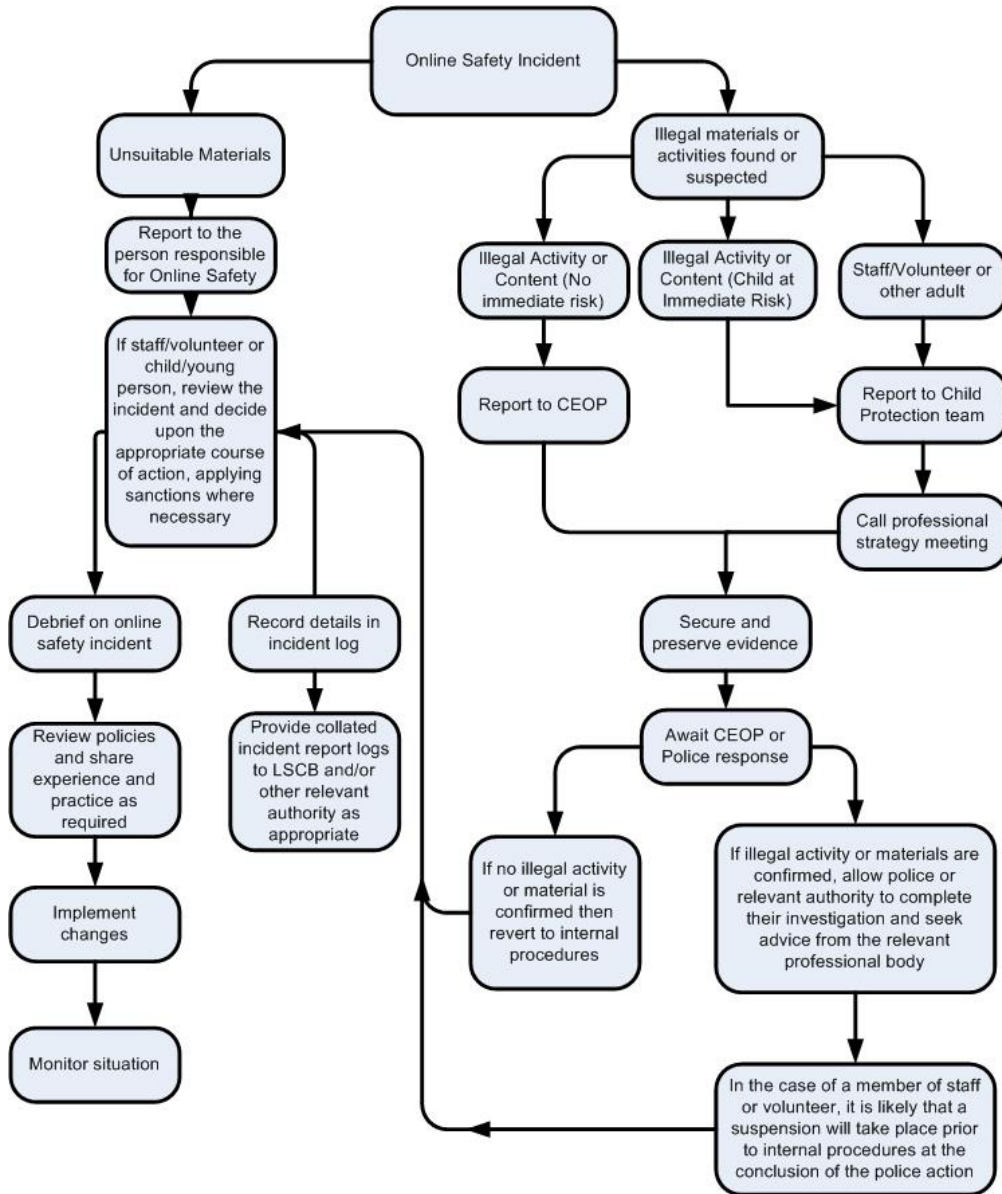 Online Safety Incident
Unsuitable Materials
Report to the
person responsible
for Online Safety
If staff/volunteer or
child/young
person, review the
incident and decide
upon the
appropriate course
of action, applying
sanctions where
necessary
Debrief on online
safety incident
Review policies
and share
experience and
practice as
required
Implement
changes
Monitor situation
Record details in
incident log
Provide collated
incident report logs
to LSCB and/or
other relevant
authority as
appropriate
Illegal materials or
activities found or
suspected
Illegal Activity or
Content (No
immediate risk)
Illegal Activity or
Content (Child at
Immediate Risk)
Staff/Volunteer or
other adult
Report to CEOP
Report to Child
Protection team
Call professional
strategy meeting
Secure and
preserve evidence
Await CEOP or
Police response
If no illegal activity
or material is
confirmed then
revert to internal
procedures
If illegal activity or materials are
confirmed, allow police or
relevant authority to complete
their investigation and seek
advice from the relevant
professional body
In the case of a member of staff
or volunteer, it is likely that a
suspension will take place prior
to internal procedures at the
conclusion of the police action